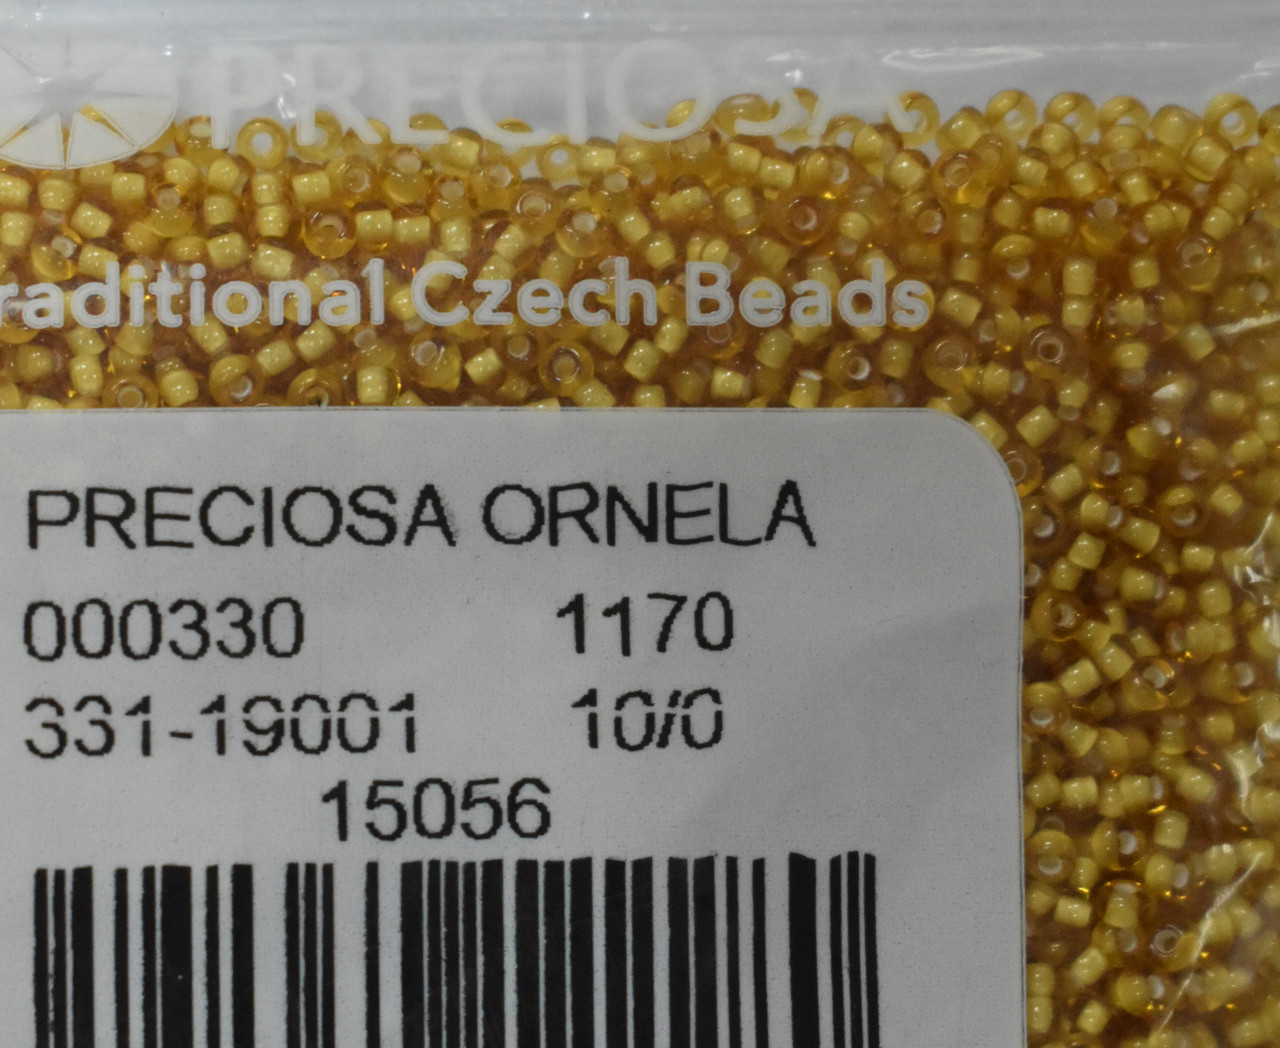 PRECIOSA
raditional Czech Beads
PRECIOSA ORNELA
000330 1170
331-19001 10/0
15056